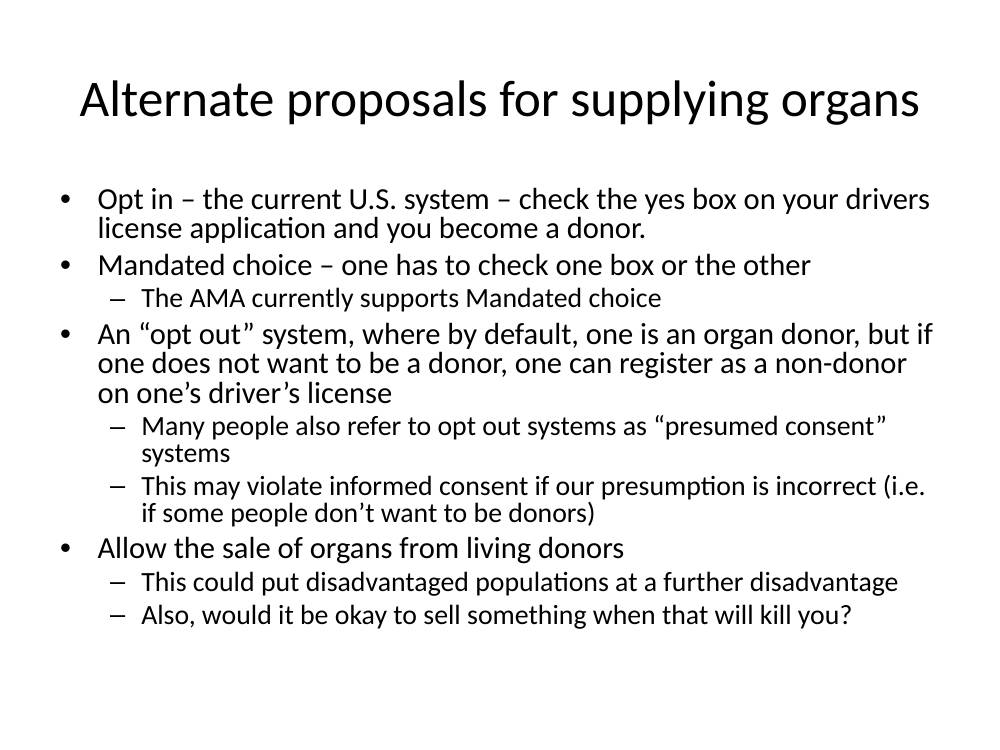 Alternate proposals for supplying organs
• Opt in – the current U.S. system – check the yes box on your drivers
license application and you become a donor.
• Mandated choice – one has to check one box or the other
– The AMA currently supports Mandated choice
• An “opt out” system, where by default, one is an organ donor, but if
one does not want to be a donor, one can register as a non-donor
on one’s driver’s license
– Many people also refer to opt out systems as “presumed consent”
systems
– This may violate informed consent if our presumption is incorrect (i.e.
if some people don’t want to be donors)
• Allow the sale of organs from living donors
– This could put disadvantaged populations at a further disadvantage
– Also, would it be okay to sell something when that will kill you?